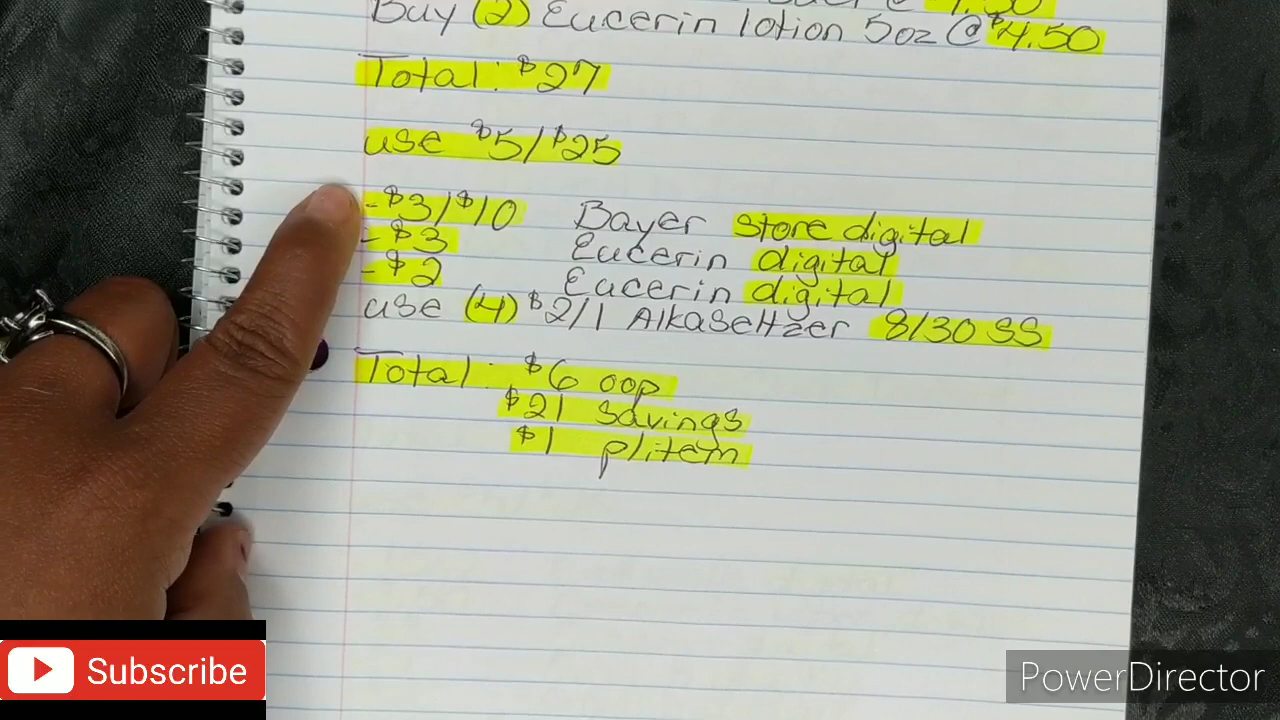 Buy (2) Eucerin lotion 5oz @ $4.50
Total: $27
use $5/$25
-$3/$10 Bayer store digital
-$3 Eucerin digital
-$2 Eucerin digital
use (4) $2/1 AlkaSeltzer 8/30 SS
Total: $6 oop
$21 savings
$1 p/item
Subscribe
PowerDirector